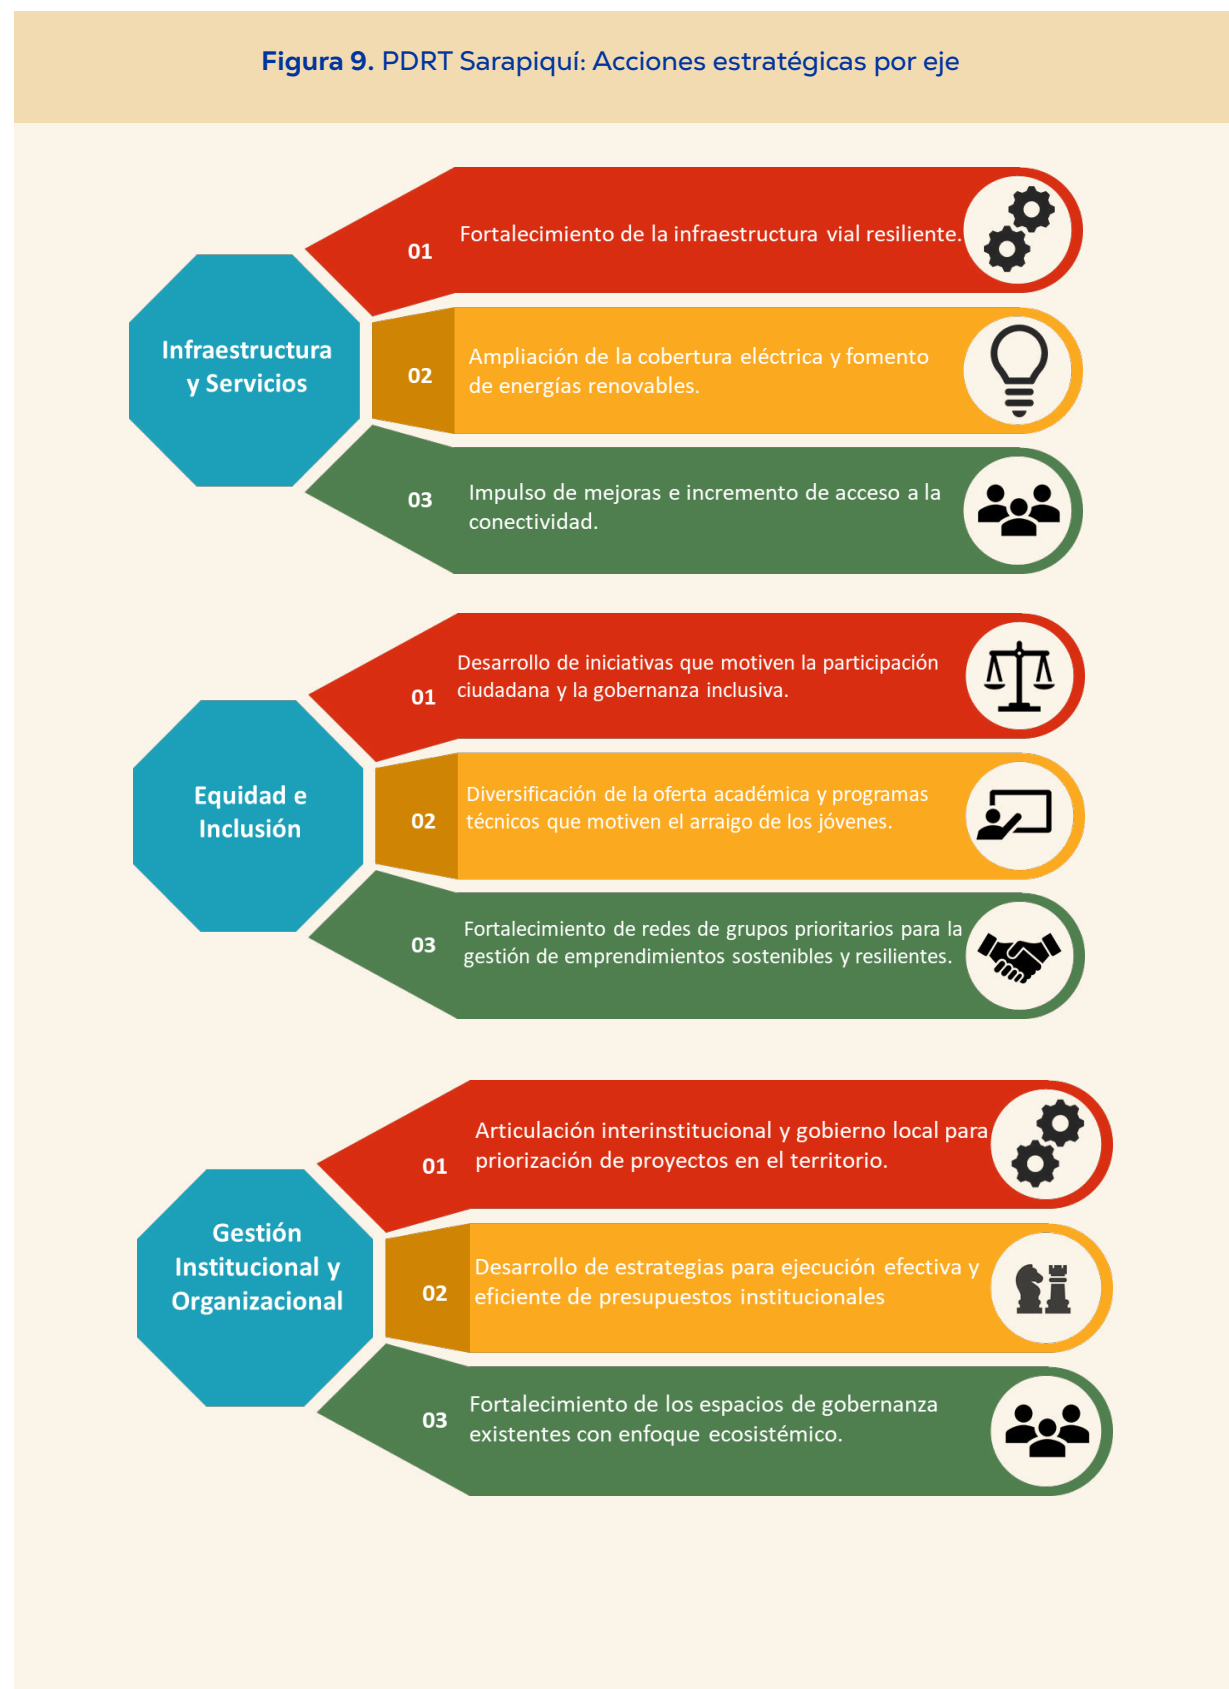 Figura 9. PDRT Sarapiquí: Acciones estratégicas por eje
Infraestructura
y Servicios
01
Fortalecimiento de la infraestructura vial resiliente.
02
Ampliación de la cobertura eléctrica y fomento
de energías renovables.
03
Impulso de mejoras e incremento de acceso a la
conectividad.
Equidad e
Inclusión
01
Desarrollo de iniciativas que motiven la participación
ciudadana y la gobernanza inclusiva.
02
Diversificación de la oferta académica y programas
técnicos que motiven el arraigo de los jóvenes.
03
Fortalecimiento de redes de grupos prioritarios para la
gestión de emprendimientos sostenibles y resilientes.
Gestión
Institucional y
Organizacional
01
Articulación interinstitucional y gobierno local para
priorización de proyectos en el territorio.
02
Desarrollo de estrategias para ejecución efectiva y
eficiente de presupuestos institucionales
03
Fortalecimiento de los espacios de gobernanza
existentes con enfoque ecosistémico.